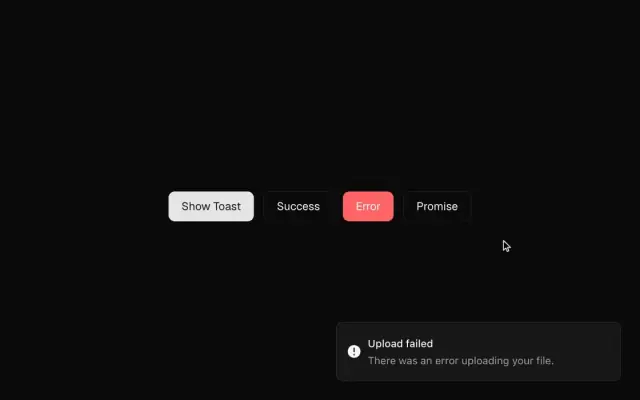 Show Toast Success Error Promise
Upload failed
There was an error uploading your file.